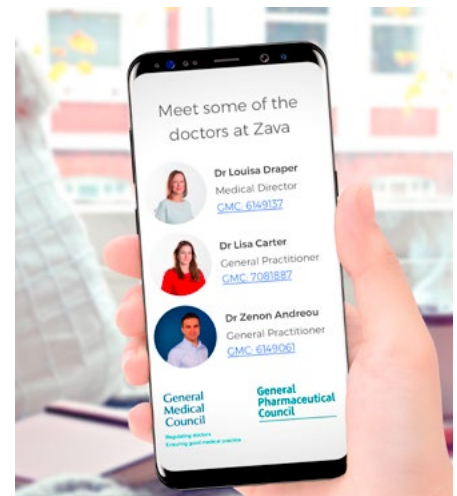 Meet some of the
doctors at Zava
Dr Louisa Draper
Medical Director
GMC: 6149137
Dr Lisa Carter
General Practitioner
GMC: 7081887
Dr Zenon Andreou
General Practitioner
GMC: 6149061
General
Medical
Council
Regulating doctors
Ensuring good medical practice
General
Pharmaceutical
Council